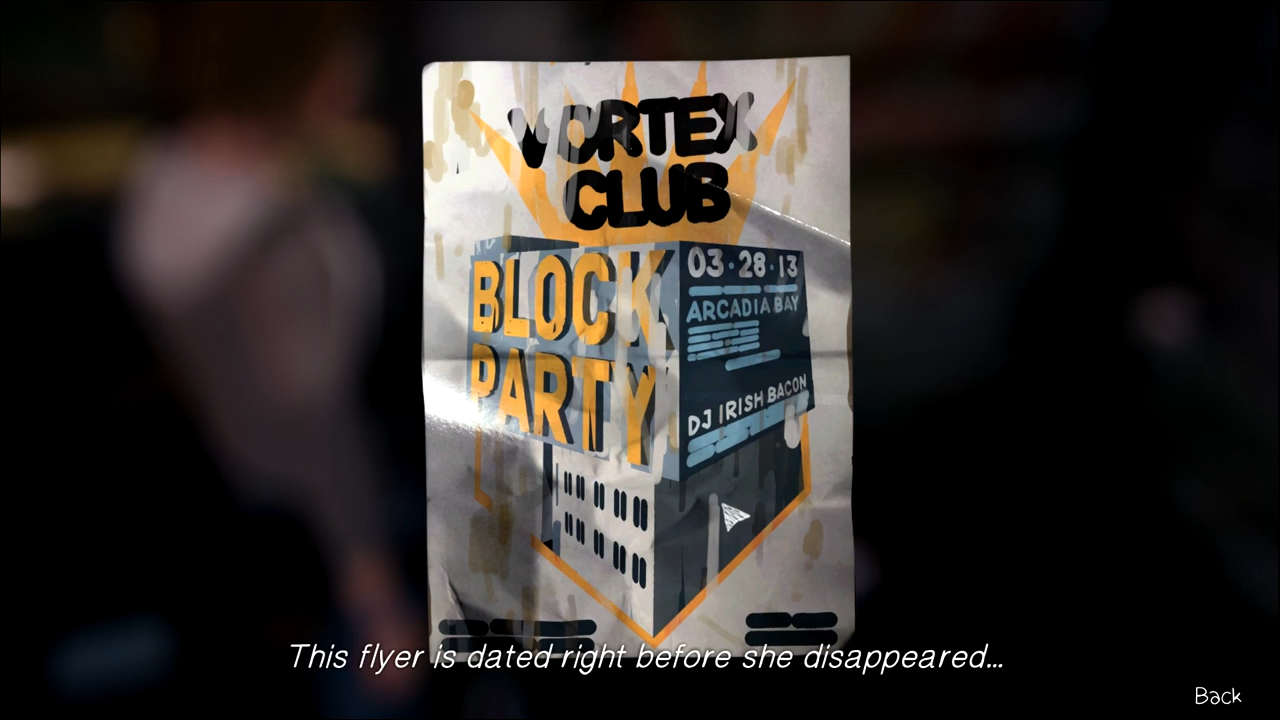 VORTEX
CLUB
BLOCK
PARTY
03·28·13
ARCADIA BAY
DJ IRISH BACON
This flyer is dated right before she disappeared...
Back